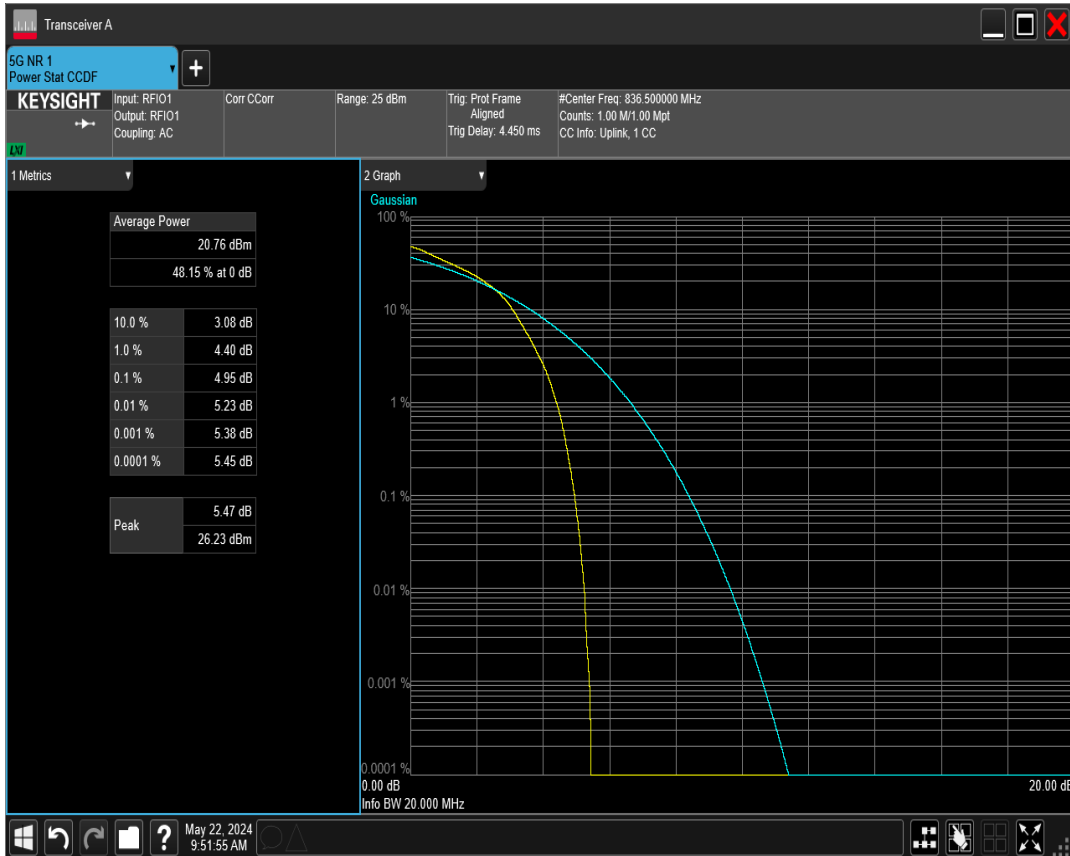 Transceiver A
5G NR 1
Power Stat CCDF
+
KEYSIGHT
LXI
Input: RFIO1
Output: RFIO1
Coupling: AC
Corr CCorr
Range: 25 dBm
Trig: Prot Frame
Aligned
Trig Delay: 4.450 ms
#Center Freq: 836.500000 MHz
Counts: 1.00 M/1.00 Mpt
CC Info: Uplink, 1 CC
1 Metrics
Average Power
20.76 dBm
48.15 % at 0 dB
10.0 % 3.08 dB
1.0 % 4.40 dB
0.1 % 4.95 dB
0.01 % 5.23 dB
0.001 % 5.38 dB
0.0001 % 5.45 dB
Peak
5.47 dB
26.23 dBm
2 Graph
Gaussian
100 %
10 %
1 %
0.1 %
0.01 %
0.001 %
0.0001 %
0.00 dB 20.00 dB
Info BW 20.000 MHz
?
May 22, 2024
9:51:55 AM